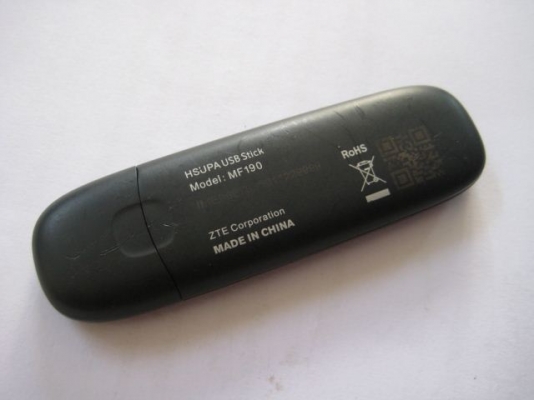 HSUPA USB Stick
Model: MF190
ZTE Corporation
MADE IN CHINA
RoHS